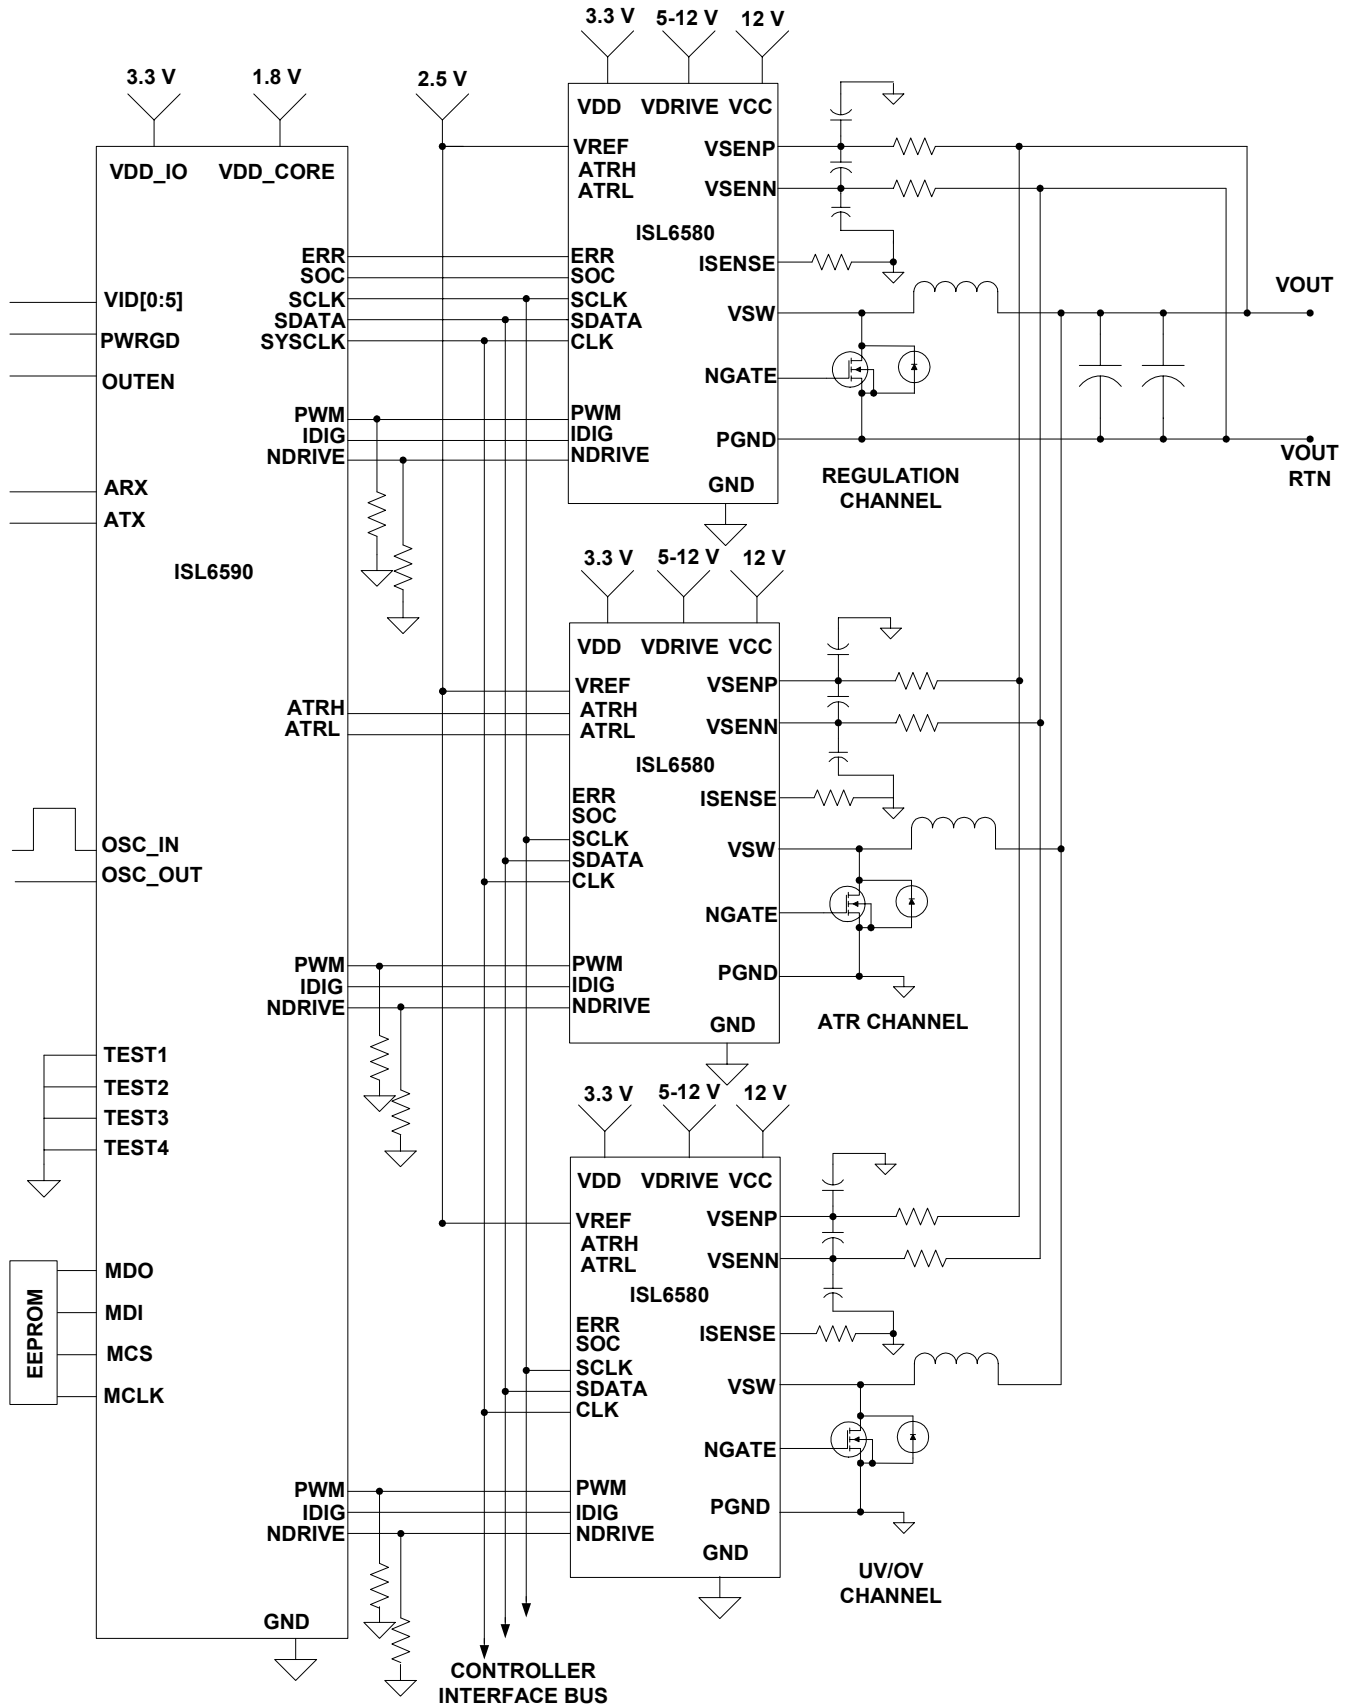 3.3 V 5-12 V 12 V
3.3 V 1.8 V 2.5 V
VDD_IO VDD_CORE
ERR
SOC
SCLK
SDATA
SYSCLK
VID[0:5]
PWRGD
OUTEN
PWM
IDIG
NDRIVE
ARX
ATX
ISL6590
ATRH
ATRL
OSC_IN
OSC_OUT
PWM
IDIG
NDRIVE
TEST1
TEST2
TEST3
TEST4
EEPROM
MDO
MDI
MCS
MCLK
PWM
IDIG
NDRIVE
GND
VDD VDRIVE VCC
VREF
ATRH
ATRL
VSENP
VSENN
ISL6580
ISENSE
ERR
SOC
SCLK
SDATA
CLK
VSW
NGATE
PWM
IDIG
NDRIVE
PGND
GND
REGULATION
CHANNEL
VOUT
VOUT
RTN
3.3 V 5-12 V 12 V
VDD VDRIVE VCC
VREF
ATRH
ATRL
VSENP
VSENN
ISL6580
ISENSE
ERR
SOC
SCLK
SDATA
CLK
VSW
NGATE
PWM
IDIG
NDRIVE
PGND
GND
ATR CHANNEL
3.3 V 5-12 V 12 V
VDD VDRIVE VCC
VREF
ATRH
ATRL
VSENP
VSENN
ISL6580
ISENSE
ERR
SOC
SCLK
SDATA
CLK
VSW
NGATE
PWM
IDIG
NDRIVE
PGND
GND
UV/OV
CHANNEL
CONTROLLER
INTERFACE BUS